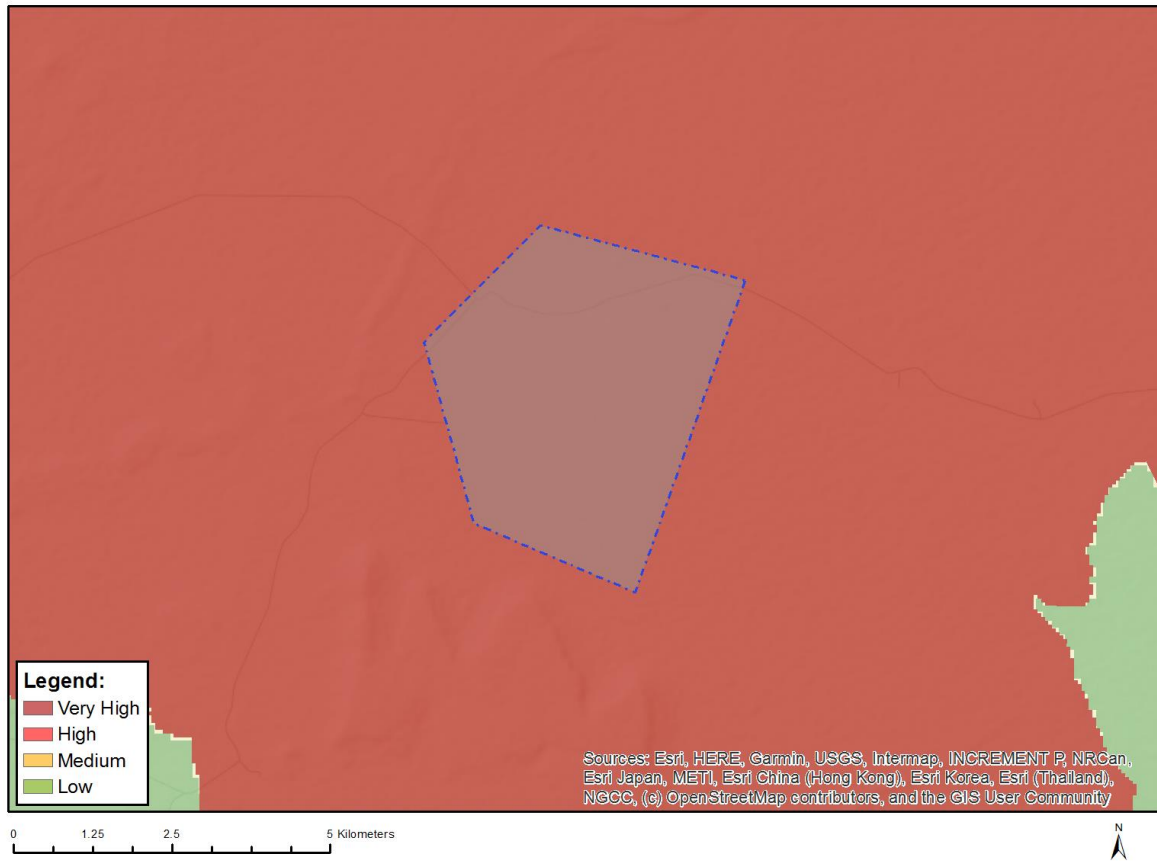 Legend:
Very High
High
Medium
Low
Sources: Esri, HERE, Garmin, USGS, Intermap, INCREMENT P, NRCan,
Esri Japan, METI, Esri China (Hong Kong), Esri Korea, Esri (Thailand),
NGCC, (c) OpenStreetMap contributors, and the GIS User Community
0 1.25 2.5 5 Kilometers
N